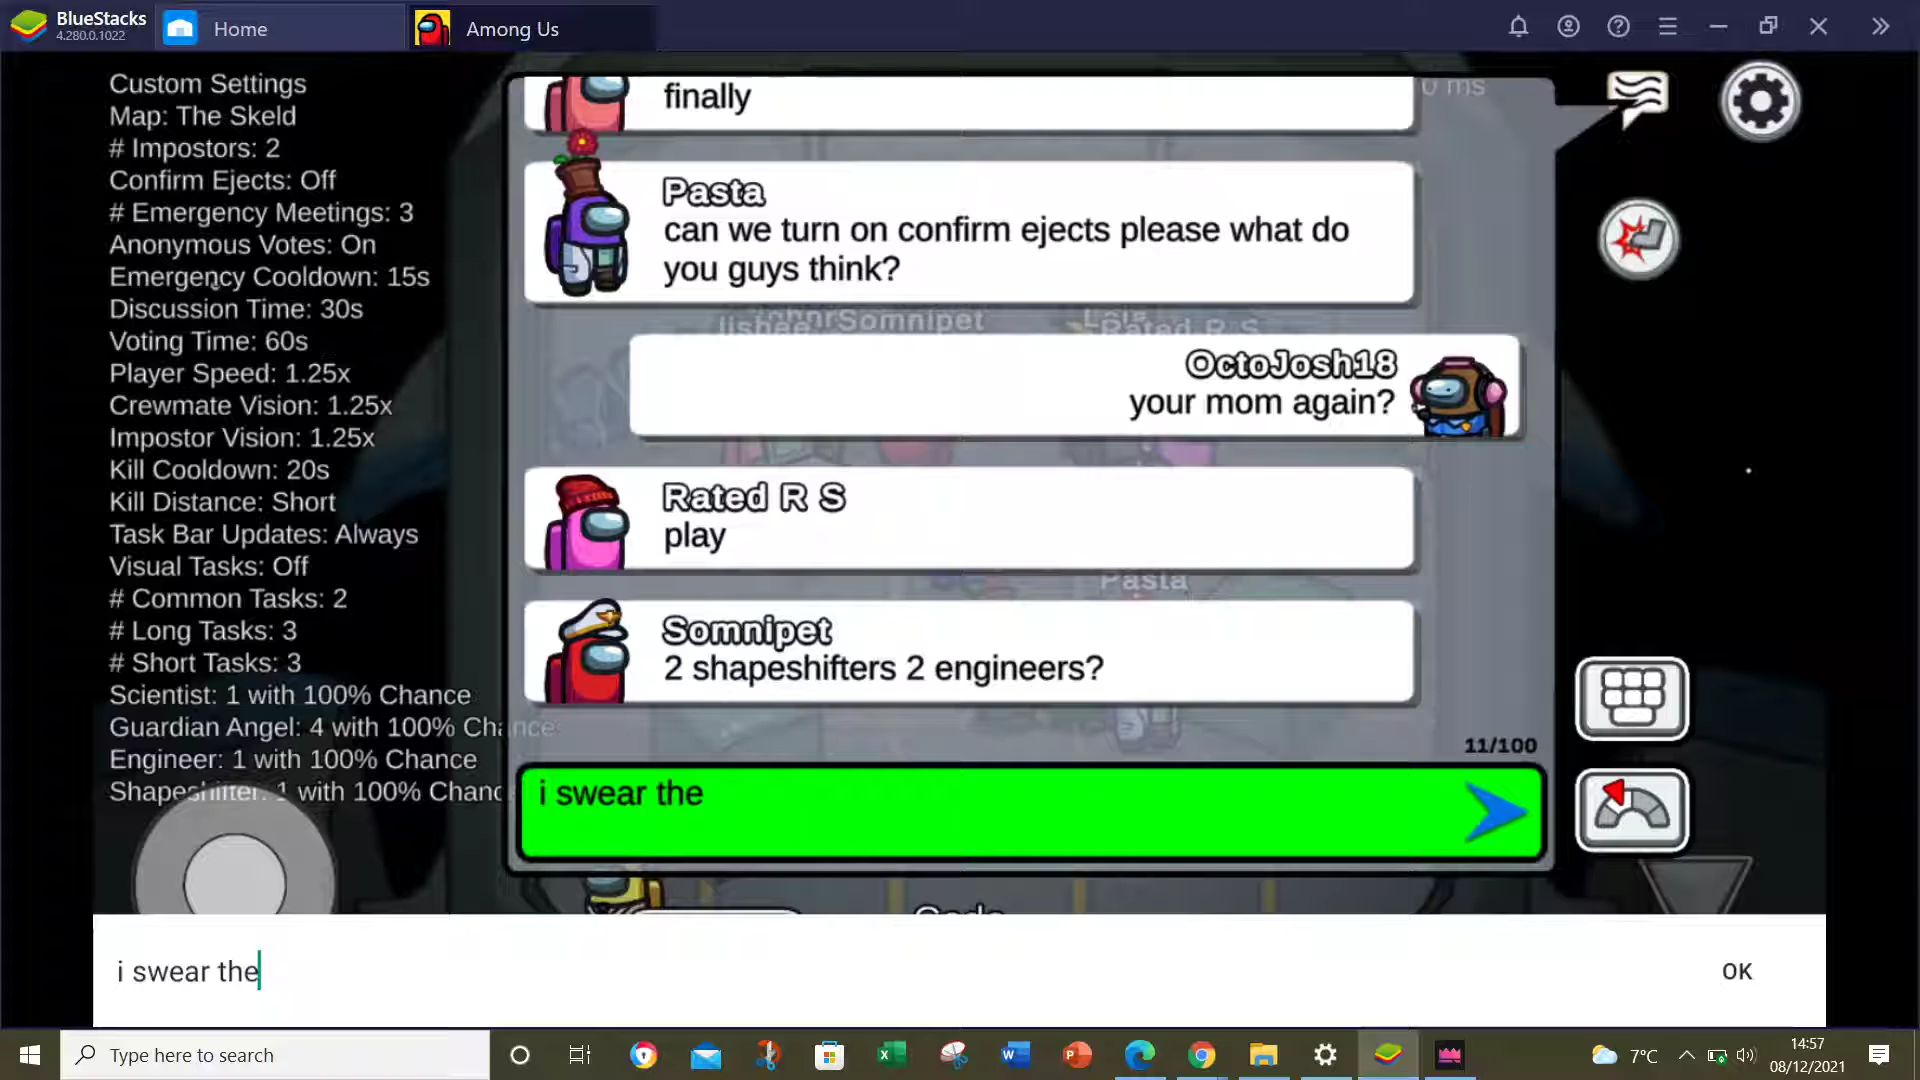 BlueStacks
4.280.0.1022
Home
Among Us
Custom Settings
Map: The Skeld
# Impostors: 2
Confirm Ejects: Off
# Emergency Meetings: 3
Anonymous Votes: On
Emergency Cooldown: 15s
Discussion Time: 30s
Voting Time: 60s
Player Speed: 1.25x
Crewmate Vision: 1.25x
Impostor Vision: 1.25x
Kill Cooldown: 20s
Kill Distance: Short
Task Bar Updates: Always
Visual Tasks: Off
# Common Tasks: 2
# Long Tasks: 3
# Short Tasks: 3
Scientist: 1 with 100% Chance
Guardian Angel: 4 with 100% Chance
Engineer: 1 with 100% Chance
Shapeshifter: 1 with 100% Chanc
0 ms
finally
Pasta
can we turn on confirm ejects please what do
you guys think?
Somnipet
Rated R S
OctoJosh18
your mom again?
Rated R S
play
Pasta
Somnipet
2 shapeshifters 2 engineers?
11/100
i swear the
i swear the
OK
Type here to search
7°C
14:57
08/12/2021